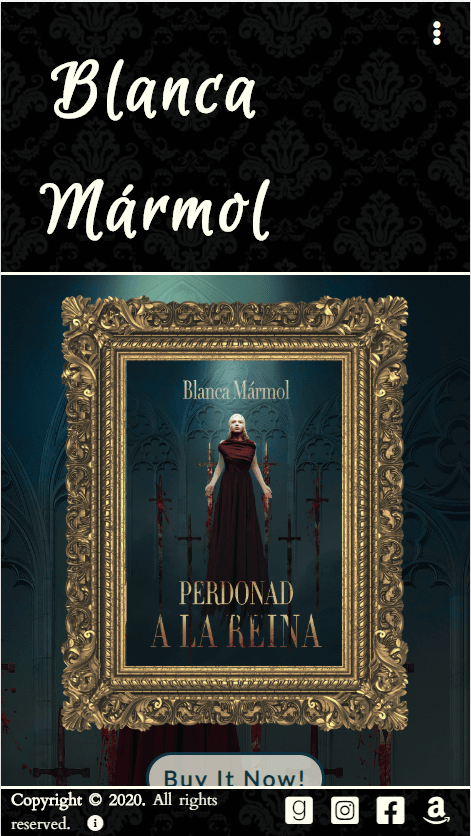 Blanca
Mármol
Blanca Mármol
PERDONAD
A LA REINA
Buy It Now!
Copyright © 2020. All rights
reserved.